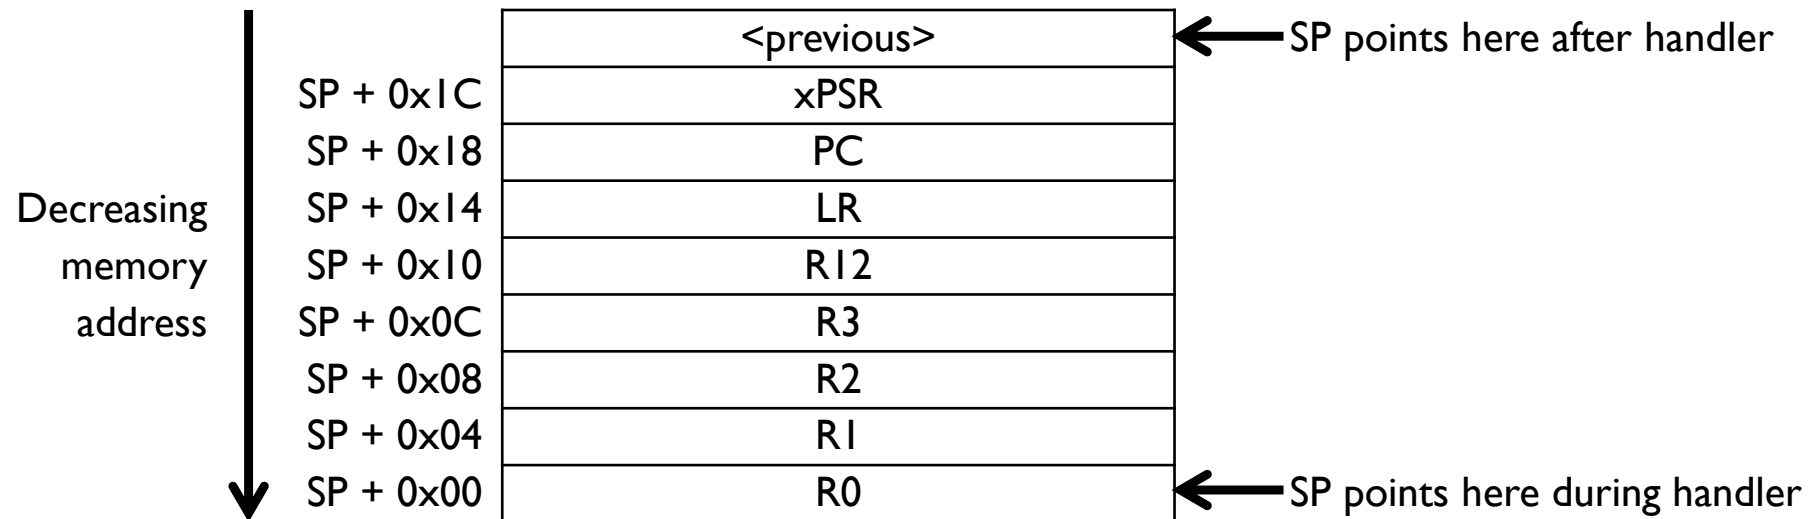 <previous> SP points here after handler
SP + 0x1C xPSR
SP + 0x18 PC
Decreasing SP + 0x14 LR
memory SP + 0x10 R12
address SP + 0x0C R3
SP + 0x08 R2
SP + 0x04 R1
SP + 0x00 R0 SP points here during handler